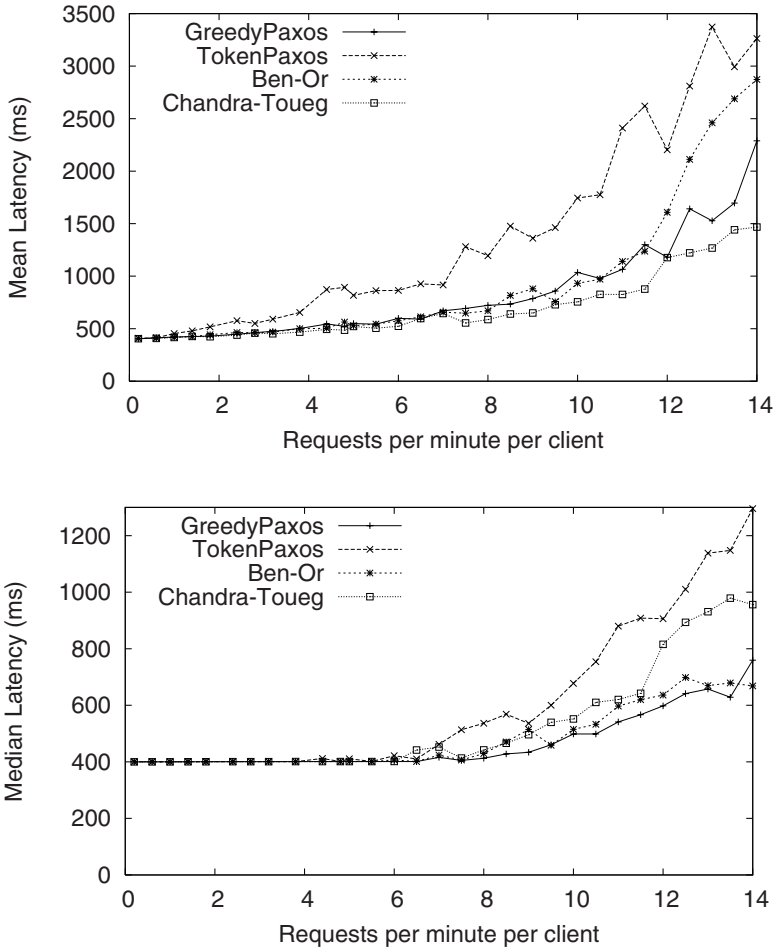 3500
3000
2500
2000
1500
1000
500
0
Mean Latency (ms)
GreedyPaxos
TokenPaxos
Ben-Or
Chandra-Toueg
0 2 4 6 8 10 12 14
Requests per minute per client
1200
1000
800
600
400
200
0
Median Latency (ms)
GreedyPaxos
TokenPaxos
Ben-Or
Chandra-Toueg
0 2 4 6 8 10 12 14
Requests per minute per client